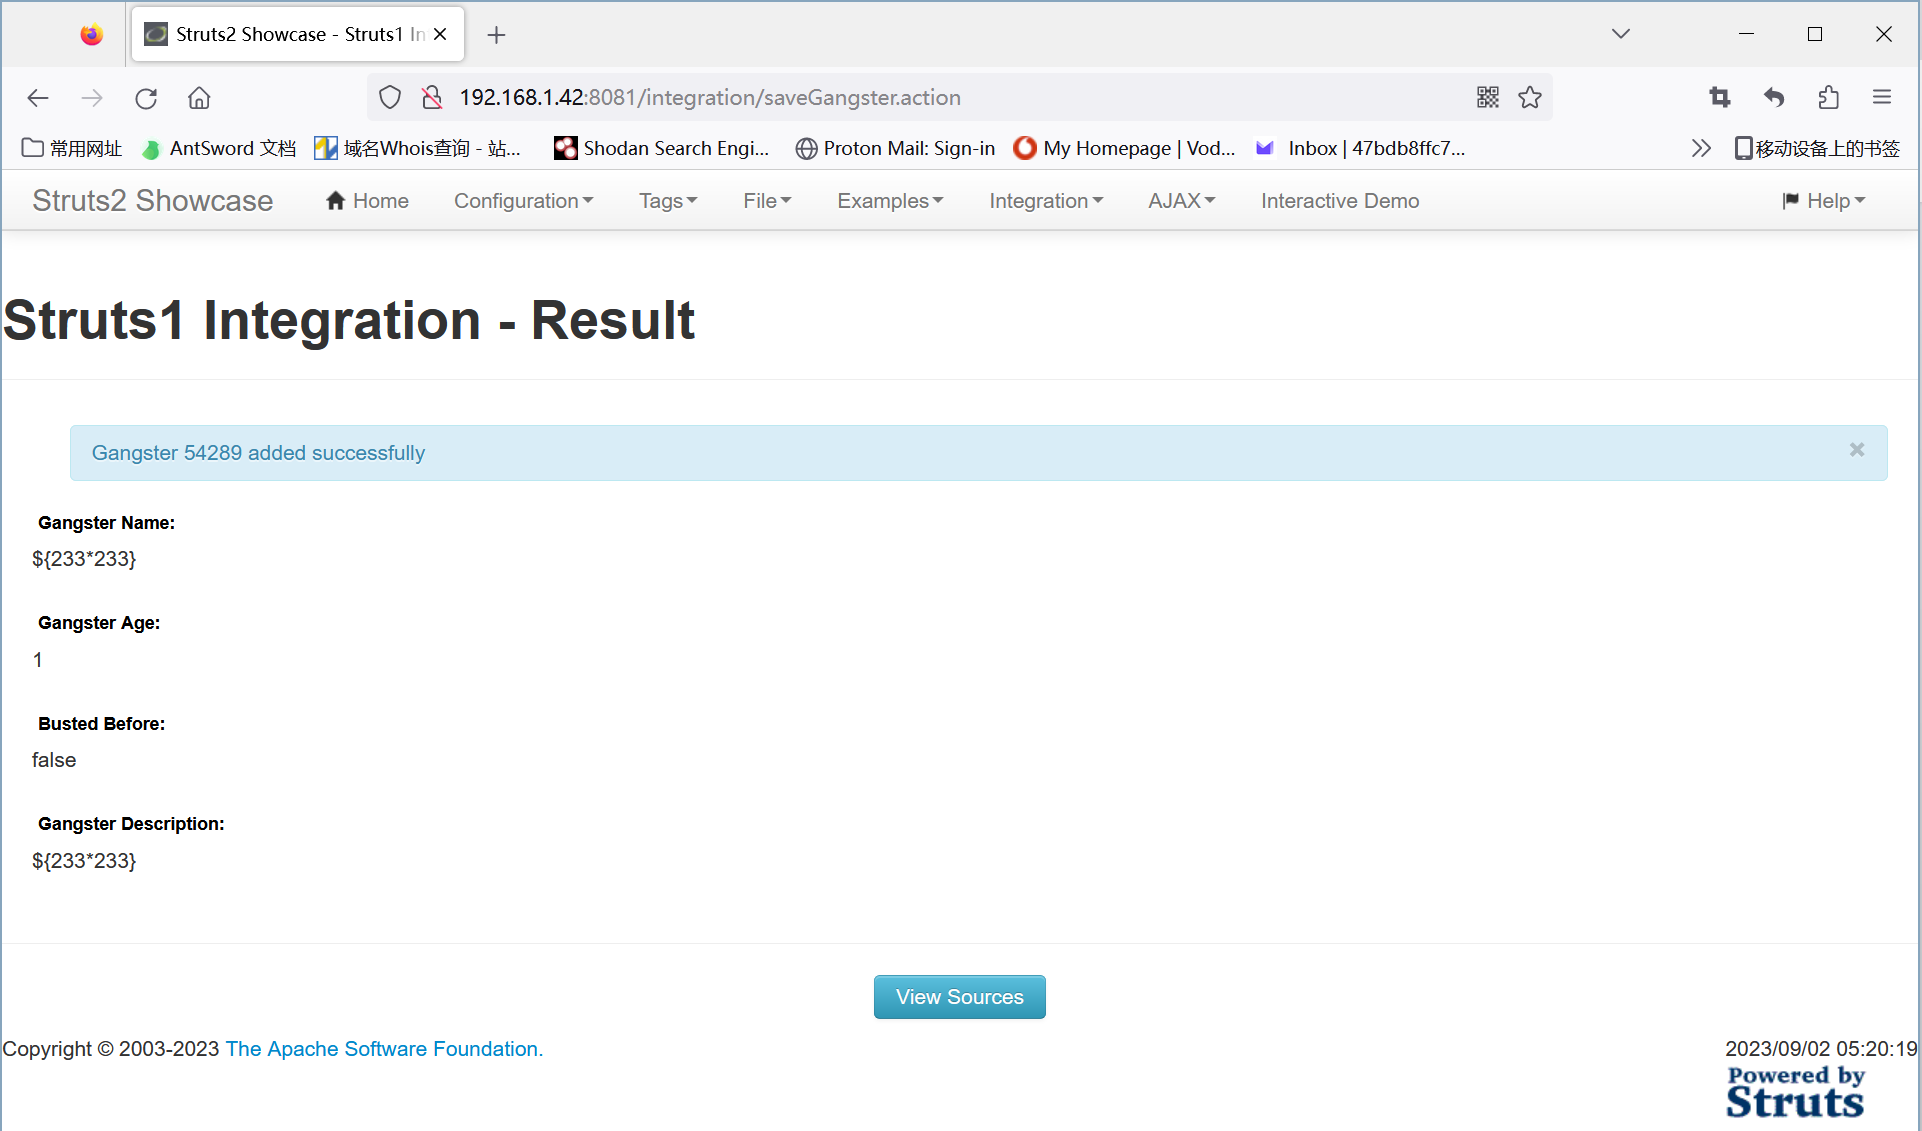 Struts2 Showcase - Struts1 In
192.168.1.42:8081/integration/saveGangster.action
常用网址 AntSword 文档 域名Whois查询 - 站... Shodan Search Engi... Proton Mail: Sign-in My Homepage | Vod... Inbox | 47bdb8ffc7... 移动设备上的书签
Struts2 Showcase Home Configuration Tags File Examples Integration AJAX Interactive Demo Help
Struts1 Integration - Result
Gangster 54289 added successfully
Gangster Name:
${233*233}
Gangster Age:
1
Busted Before:
false
Gangster Description:
${233*233}
View Sources
Copyright © 2003-2023 The Apache Software Foundation. 2023/09/02 05:20:19
Powered by
Struts